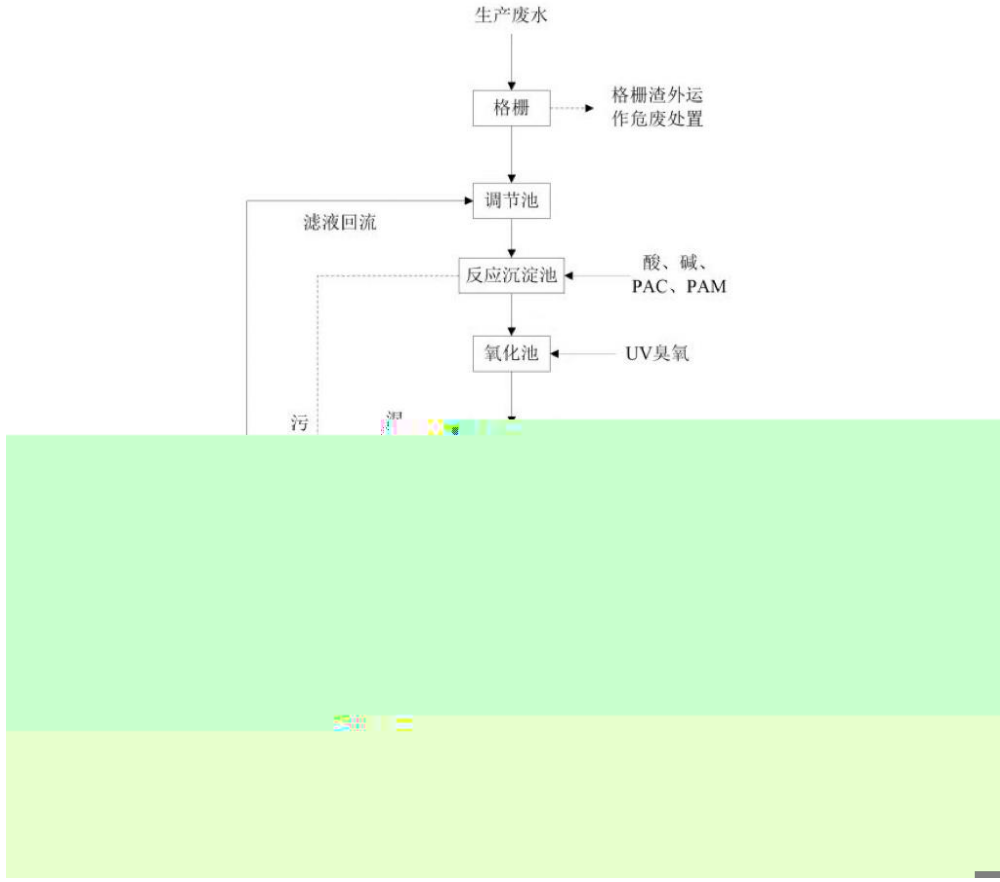 生产废水
格栅
格栅渣外运
作危废处置
调节池
滤液回流
反应沉淀池
酸、碱、
PAC、PAM
氧化池
UV臭氧
污